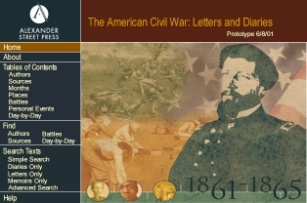 ALEXANDER
STREET PRESS
The American Civil War: Letters and Diaries
Prototype 6/8/01
Home
About
Tables of Contents
Authors
Sources
Months
Places
Battles
Personal Events
Day-by-Day
Find
Authors Battles
Sources Day-by-Day
Search Texts
Simple Search
Diaries Only
Letters Only
Memoirs Only
Advanced Search
Help
1861-1865